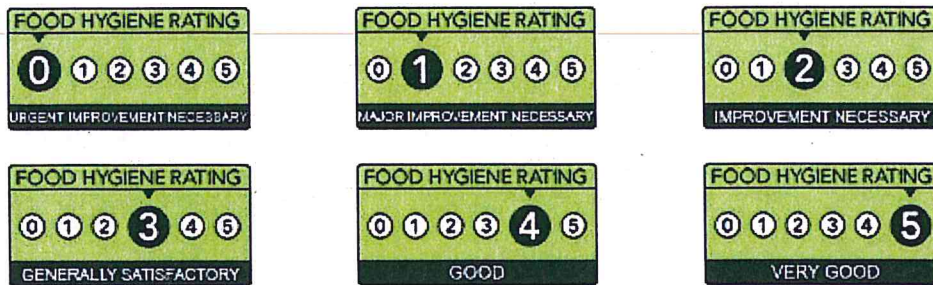 FOOD HYGIENE RATING
0 1 2 3 4 5
URGENT IMPROVEMENT NECESSARY
FOOD HYGIENE RATING
0 1 2 3 4 5
MAJOR IMPROVEMENT NECESSARY
FOOD HYGIENE RATING
0 1 2 3 4 5
IMPROVEMENT NECESSARY
FOOD HYGIENE RATING
0 1 2 3 4 5
GENERALLY SATISFACTORY
FOOD HYGIENE RATING
0 1 2 3 4 5
GOOD
FOOD HYGIENE RATING
0 1 2 3 4 5
VERY GOOD